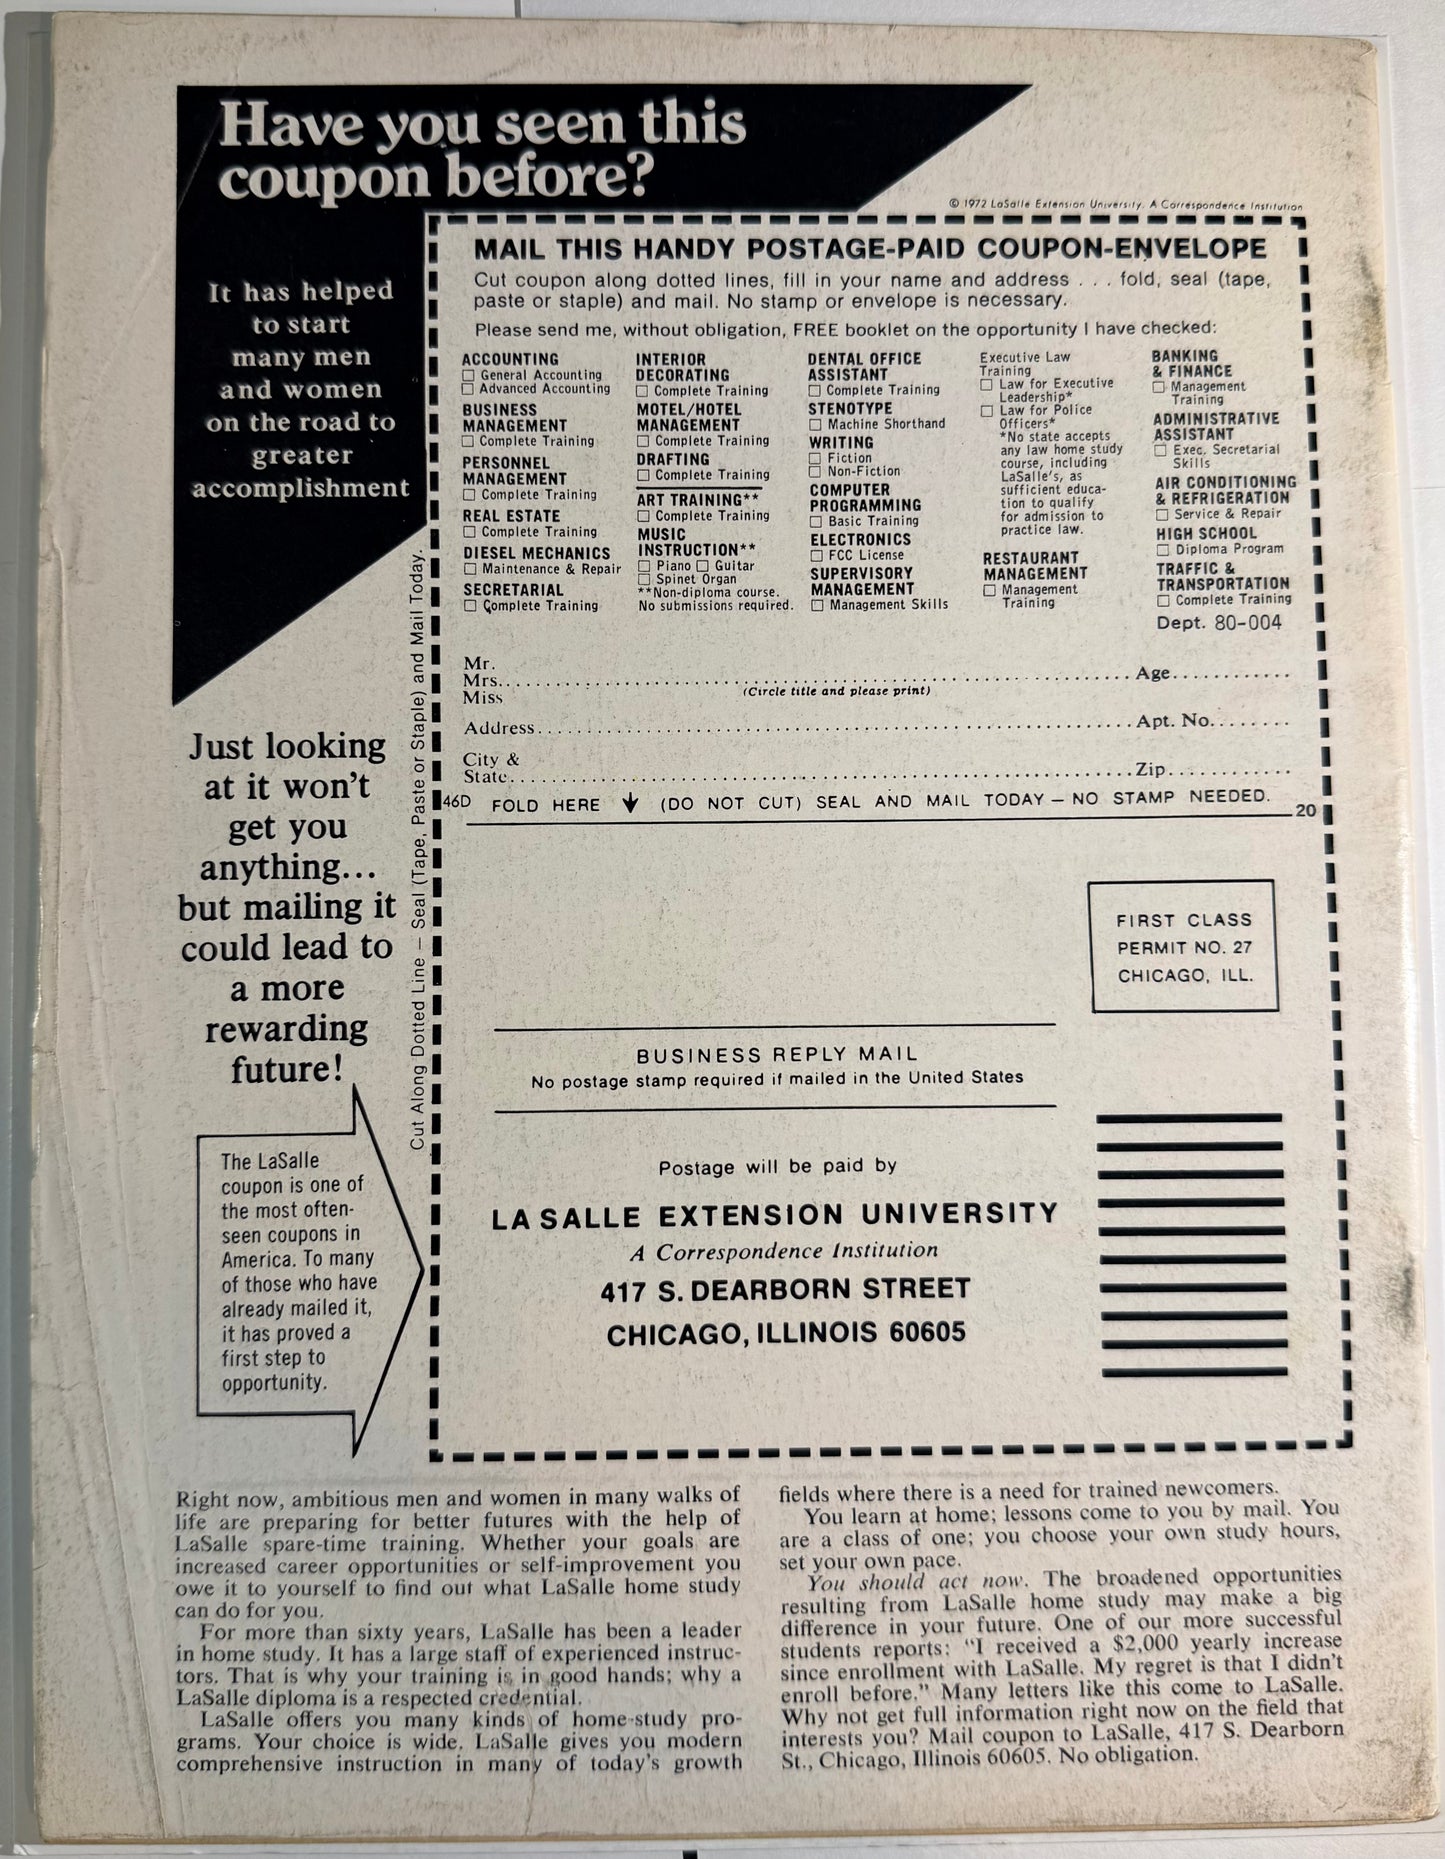 Have you seen this
coupon before?
© 1972 LaSalle Extension University. A Correspondence Institution
It has helped
to start
many men
and women
on the road to
greater
accomplishment
Just looking
at it won't
get you
anything...
but mailing it
could lead to
a more
rewarding
future!
The LaSalle
coupon is one of
the most often-
seen coupons in
America. To many
of those who have
already mailed it,
it has proved a
first step to
opportunity.
Cut Along Dotted Line — Seal (Tape, Paste or Staple) and Mail Today.
MAIL THIS HANDY POSTAGE-PAID COUPON-ENVELOPE
Cut coupon along dotted lines, fill in your name and address . . . fold, seal (tape,
paste or staple) and mail. No stamp or envelope is necessary.
Please send me, without obligation, FREE booklet on the opportunity I have checked:
ACCOUNTING
☐ General Accounting
☐ Advanced Accounting
BUSINESS
MANAGEMENT
☐ Complete Training
PERSONNEL
MANAGEMENT
☐ Complete Training
REAL ESTATE
☐ Complete Training
DIESEL MECHANICS
☐ Maintenance & Repair
SECRETARIAL
☐ Complete Training
INTERIOR
DECORATING
☐ Complete Training
MOTEL/HOTEL
MANAGEMENT
☐ Complete Training
DRAFTING
☐ Complete Training
ART TRAINING**
☐ Complete Training
MUSIC
INSTRUCTION**
☐ Piano ☐ Guitar
☐ Spinet Organ
**Non-diploma course.
No submissions required.
DENTAL OFFICE
ASSISTANT
☐ Complete Training
STENOTYPE
☐ Machine Shorthand
WRITING
☐ Fiction
☐ Non-Fiction
COMPUTER
PROGRAMMING
☐ Basic Training
ELECTRONICS
☐ FCC License
SUPERVISORY
MANAGEMENT
☐ Management Skills
Executive Law
Training
☐ Law for Executive
Leadership*
☐ Law for Police
Officers*
*No state accepts
any law home study
course, including
LaSalle's, as
sufficient educa-
tion to qualify
for admission to
practice law.
RESTAURANT
MANAGEMENT
☐ Management
Training
BANKING
& FINANCE
☐ Management
Training
ADMINISTRATIVE
ASSISTANT
☐ Exec. Secretarial
Skills
AIR CONDITIONING
& REFRIGERATION
☐ Service & Repair
HIGH SCHOOL
☐ Diploma Program
TRAFFIC &
TRANSPORTATION
☐ Complete Training
Dept. 80-004
Mr.
Mrs. Age
Miss (Circle title and please print)
Address Apt. No.
City &
State Zip
46D FOLD HERE ↓ (DO NOT CUT) SEAL AND MAIL TODAY — NO STAMP NEEDED. 20
FIRST CLASS
PERMIT NO. 27
CHICAGO, ILL.
BUSINESS REPLY MAIL
No postage stamp required if mailed in the United States
Postage will be paid by
LA SALLE EXTENSION UNIVERSITY
A Correspondence Institution
417 S. DEARBORN STREET
CHICAGO, ILLINOIS 60605
Right now, ambitious men and women in many walks of
life are preparing for better futures with the help of
LaSalle spare-time training. Whether your goals are
increased career opportunities or self-improvement you
owe it to yourself to find out what LaSalle home study
can do for you.
For more than sixty years, LaSalle has been a leader
in home study. It has a large staff of experienced instruc-
tors. That is why your training is in good hands; why a
LaSalle diploma is a respected credential.
LaSalle offers you many kinds of home-study pro-
grams. Your choice is wide. LaSalle gives you modern
comprehensive instruction in many of today's growth
fields where there is a need for trained newcomers.
You learn at home; lessons come to you by mail. You
are a class of one; you choose your own study hours,
set your own pace.
You should act now. The broadened opportunities
resulting from LaSalle home study may make a big
difference in your future. One of our more successful
students reports: "I received a $2,000 yearly increase
since enrollment with LaSalle. My regret is that I didn't
enroll before." Many letters like this come to LaSalle.
Why not get full information right now on the field that
interests you? Mail coupon to LaSalle, 417 S. Dearborn
St., Chicago, Illinois 60605. No obligation.